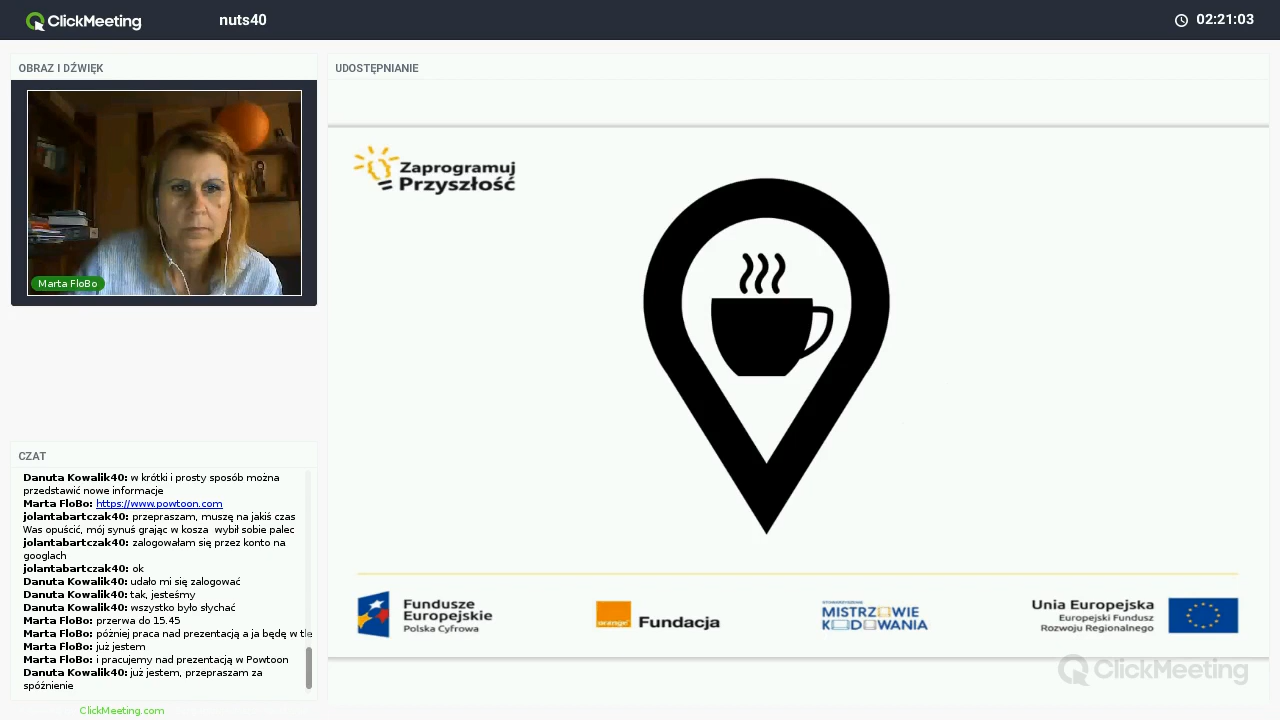 ClickMeeting
nuts40
02:21:03
OBRAZ I DŹWIĘK
Marta FloBo
UDOSTĘPNIANIE
Zaprogramuj
Przyszłość
Fundusze
Europejskie
Polska Cyfrowa
orange
Fundacja
STOWARZYSZENIE
MISTRZOWIE
KODOWANIA
Unia Europejska
Europejski Fundusz
Rozwoju Regionalnego
ClickMeeting
CZAT
Danuta Kowalik40: w krótki i prosty sposób można
przedstawić nowe informacje
Marta FloBo: https://www.powtoon.com
jolantabartczak40: przepraszam, muszę na jakiś czas
Was opuścić, mój synuś grając w kosza wybił sobie palec
jolantabartczak40: zalogowałam się przez konto na
googlach
jolantabartczak40: ok
Danuta Kowalik40: udało mi się zalogować
Danuta Kowalik40: tak, jesteśmy
Danuta Kowalik40: wszystko było słychać
Marta FloBo: przerwa do 15.45
Marta FloBo: póżniej praca nad prezentacją a ja będę w tle
Marta FloBo: już jestem
Marta FloBo: i pracujemy nad prezentacją w Powtoon
Danuta Kowalik40: już jestem, przepraszam za
spóźnienie
ClickMeeting.com